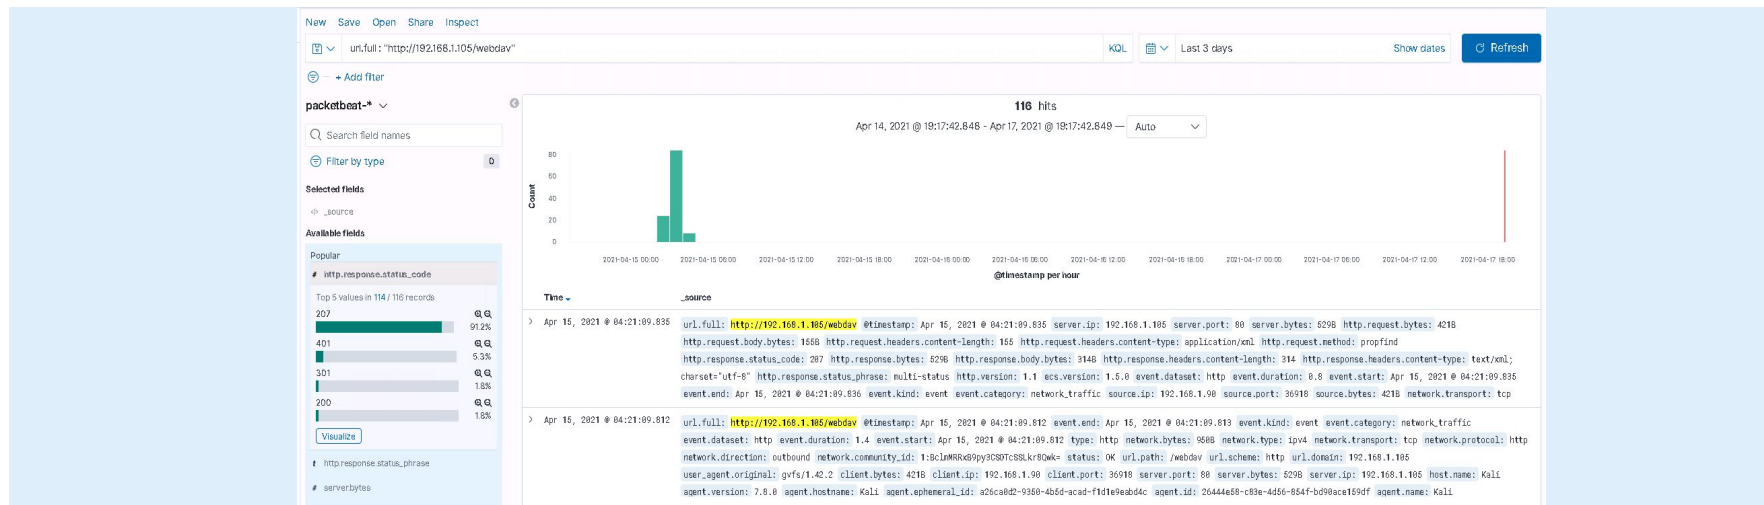 New Save Open Share Inspect
url.full : "http://192.168.1.105/webdav" KQL Last 3 days Show dates Refresh
+ Add filter
packetbeat-*
Search field names
Filter by type 0
Selected fields
_source
Available fields
Popular
# http.response.status_code
Top 5 values in 114 / 116 records
207
91.2%
401
5.3%
301
1.8%
200
1.8%
Visualize
t http.response.status_phrase
# server.bytes
116 hits
Apr 14, 2021 @ 19:17:42.848 - Apr 17, 2021 @ 19:17:42.849 — Auto
Count
80
60
40
20
0
2021-04-15 00:00 2021-04-15 06:00 2021-04-15 12:00 2021-04-15 18:00 2021-04-16 00:00 2021-04-16 06:00 2021-04-16 12:00 2021-04-16 18:00 2021-04-17 00:00 2021-04-17 06:00 2021-04-17 12:00 2021-04-17 18:00
@timestamp per hour
Time _source
Apr 15, 2021 @ 04:21:09.835 url.full: http://192.168.1.105/webdav @timestamp: Apr 15, 2021 @ 04:21:09.835 server.ip: 192.168.1.105 server.port: 80 server.bytes: 529B http.request.bytes: 421B
http.request.body.bytes: 155B http.request.headers.content-length: 155 http.request.headers.content-type: application/xml http.request.method: propfind
http.response.status_code: 207 http.response.bytes: 529B http.response.body.bytes: 314B http.response.headers.content-length: 314 http.response.headers.content-type: text/xml;
charset="utf-8" http.response.status_phrase: multi-status http.version: 1.1 ecs.version: 1.5.0 event.dataset: http event.duration: 0.8 event.start: Apr 15, 2021 @ 04:21:09.835
event.end: Apr 15, 2021 @ 04:21:09.836 event.kind: event event.category: network_traffic source.ip: 192.168.1.90 source.port: 36918 source.bytes: 421B network.transport: tcp
Apr 15, 2021 @ 04:21:09.812 url.full: http://192.168.1.105/webdav @timestamp: Apr 15, 2021 @ 04:21:09.812 event.end: Apr 15, 2021 @ 04:21:09.813 event.kind: event event.category: network_traffic
event.dataset: http event.duration: 1.4 event.start: Apr 15, 2021 @ 04:21:09.812 type: http network.bytes: 950B network.type: ipv4 network.transport: tcp network.protocol: http
network.direction: outbound network.community_id: status: OK url.path: /webdav url.scheme: http url.domain: 192.168.1.105
user_agent.original: gvfs/1.42.2 client.bytes: 421B client.ip: 192.168.1.90 client.port: 36918 server.port: 80 server.bytes: 529B server.ip: 192.168.1.105 host.name: Kali
agent.version: 7.8.0 agent.hostname: Kali agent.ephemeral_id: a26ca0d2-9350-4b5d-acad-f1d1e9eabd4c agent.id: 26444e58-c83e-4d56-854f-bd90ace159df agent.name: Kali